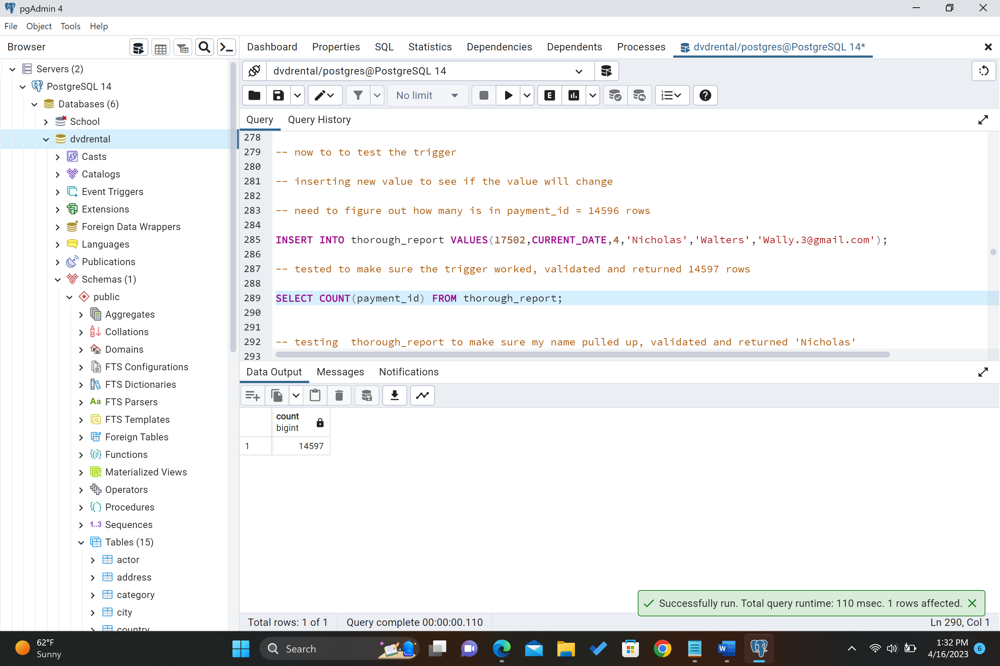 pgAdmin 4
File Object Tools Help
Browser
Dashboard Properties SQL Statistics Dependencies Dependents Processes dvdrental/postgres@PostgreSQL 14*
Servers (2)
PostgreSQL 14
Databases (6)
School
dvdrental
Casts
Catalogs
Event Triggers
Extensions
Foreign Data Wrappers
Languages
Publications
Schemas (1)
public
Aggregates
Collations
Domains
FTS Configurations
FTS Dictionaries
Aa FTS Parsers
FTS Templates
Foreign Tables
Functions
Materialized Views
Operators
Procedures
1..3 Sequences
Tables (15)
actor
address
category
city
country
dvdrental/postgres@PostgreSQL 14
No limit
E
Query Query History
278
279 -- now to to test the trigger
280
281 -- inserting new value to see if the value will change
282
283 -- need to figure out how many is in payment_id = 14596 rows
284
285 INSERT INTO thorough_report VALUES(17502,CURRENT_DATE,4,'Nicholas','Walters','Wally.3@gmail.com');
286
287 -- tested to make sure the trigger worked, validated and returned 14597 rows
288
289 SELECT COUNT(payment_id) FROM thorough_report;
290
291
292 -- testing  thorough_report to make sure my name pulled up, validated and returned 'Nicholas'
293
Data Output Messages Notifications
count
bigint
1 14597
Successfully run. Total query runtime: 110 msec. 1 rows affected.
Total rows: 1 of 1 Query complete 00:00:00.110 Ln 290, Col 1
62°F
Sunny
Search
W
1:32 PM
4/16/2023
6